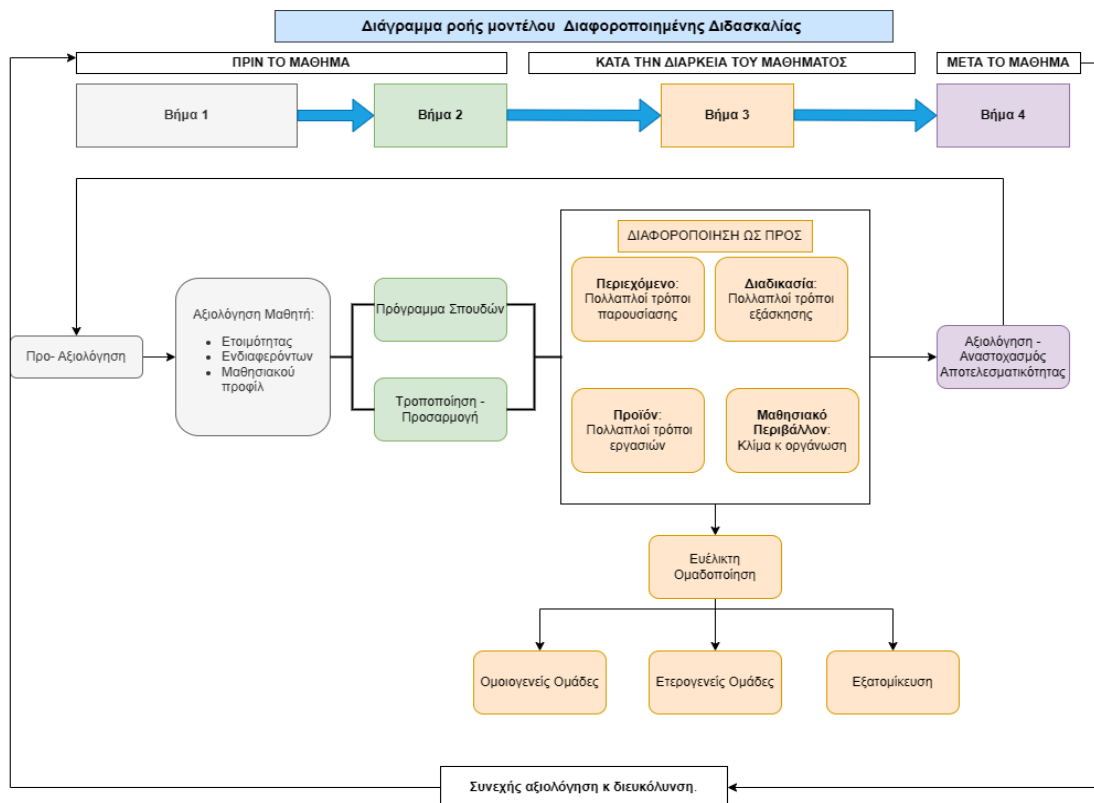 Διάγραμμα ροής μοντέλου Διαφοροποιημένης Διδασκαλίας
ΠΡΙΝ ΤΟ ΜΑΘΗΜΑ
ΚΑΤΑ ΤΗΝ ΔΙΑΡΚΕΙΑ ΤΟΥ ΜΑΘΗΜΑΤΟΣ
ΜΕΤΑ ΤΟ ΜΑΘΗΜΑ
Βήμα 1
Βήμα 2
Βήμα 3
Βήμα 4
Προ- Αξιολόγηση
Αξιολόγηση Μαθητή:
• Ετοιμότητας
• Ενδιαφερόντων
• Μαθησιακού
προφίλ
Πρόγραμμα Σπουδών
Τροποποίηση -
Προσαρμογή
ΔΙΑΦΟΡΟΠΟΙΗΣΗ ΩΣ ΠΡΟΣ
Περιεχόμενο:
Πολλαπλοί τρόποι
παρουσίασης
Διαδικασία:
Πολλαπλοί τρόποι
εξάσκησης
Προϊόν:
Πολλαπλοί τρόποι
εργασιών
Μαθησιακό
Περιβάλλον:
Κλίμα κ οργάνωση
Αξιολόγηση -
Αναστοχασμός
Αποτελεσματικότητας
Ευέλικτη
Ομαδοποίηση
Ομοιογενείς Ομάδες
Ετερογενείς Ομάδες
Εξατομίκευση
Συνεχής αξιολόγηση κ διευκόλυνση.